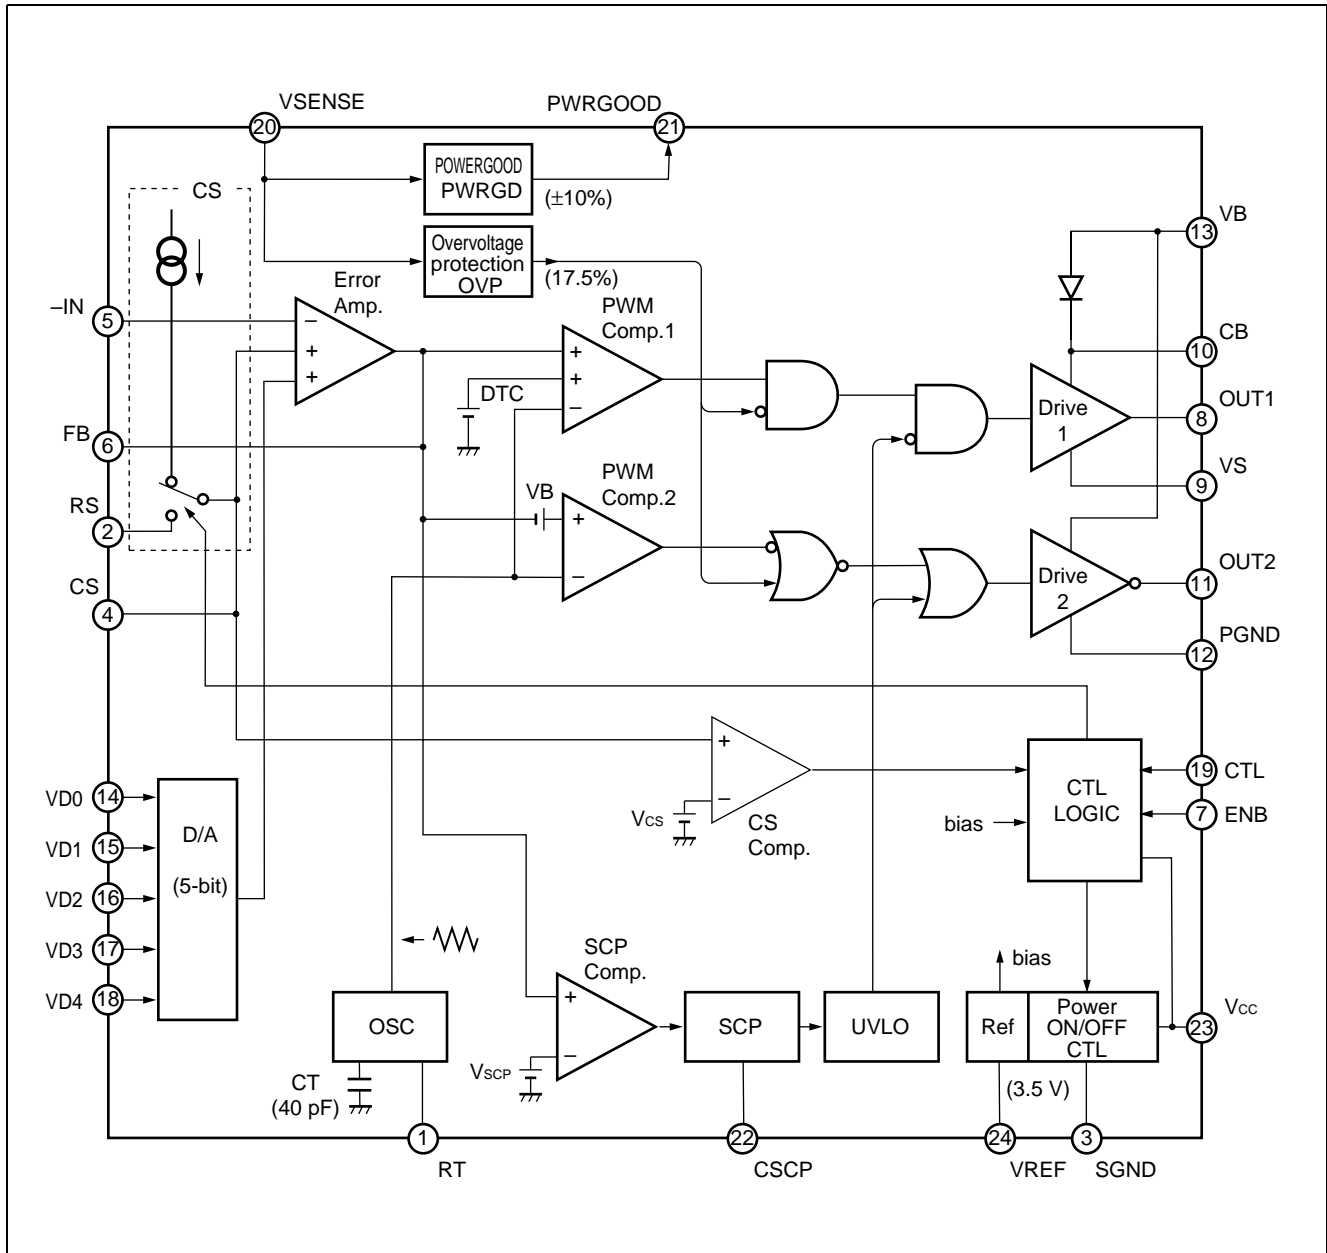 VSENSE
20
PWRGOOD
21
POWERGOOD
PWRGD
(±10%)
CS
Overvoltage
protection
OVP
(17.5%)
VB
13
Error
Amp.
–IN
5
−
+
+
PWM
Comp.1
+
+
−
DTC
CB
10
Drive
1
OUT1
8
FB
6
VS
9
RS
2
VB
PWM
Comp.2
+
−
Drive
2
OUT2
11
CS
4
PGND
12
+
−
VCS
CS
Comp.
CTL
LOGIC
bias
19
CTL
7
ENB
VD0
14
VD1
15
VD2
16
VD3
17
VD4
18
D/A
(5-bit)
SCP
Comp.
+
−
VSCP
bias
OSC
SCP
UVLO
Ref
Power
ON/OFF
CTL
VCC
23
CT
(40 pF)
(3.5 V)
1
RT
22
CSCP
24
VREF
3
SGND